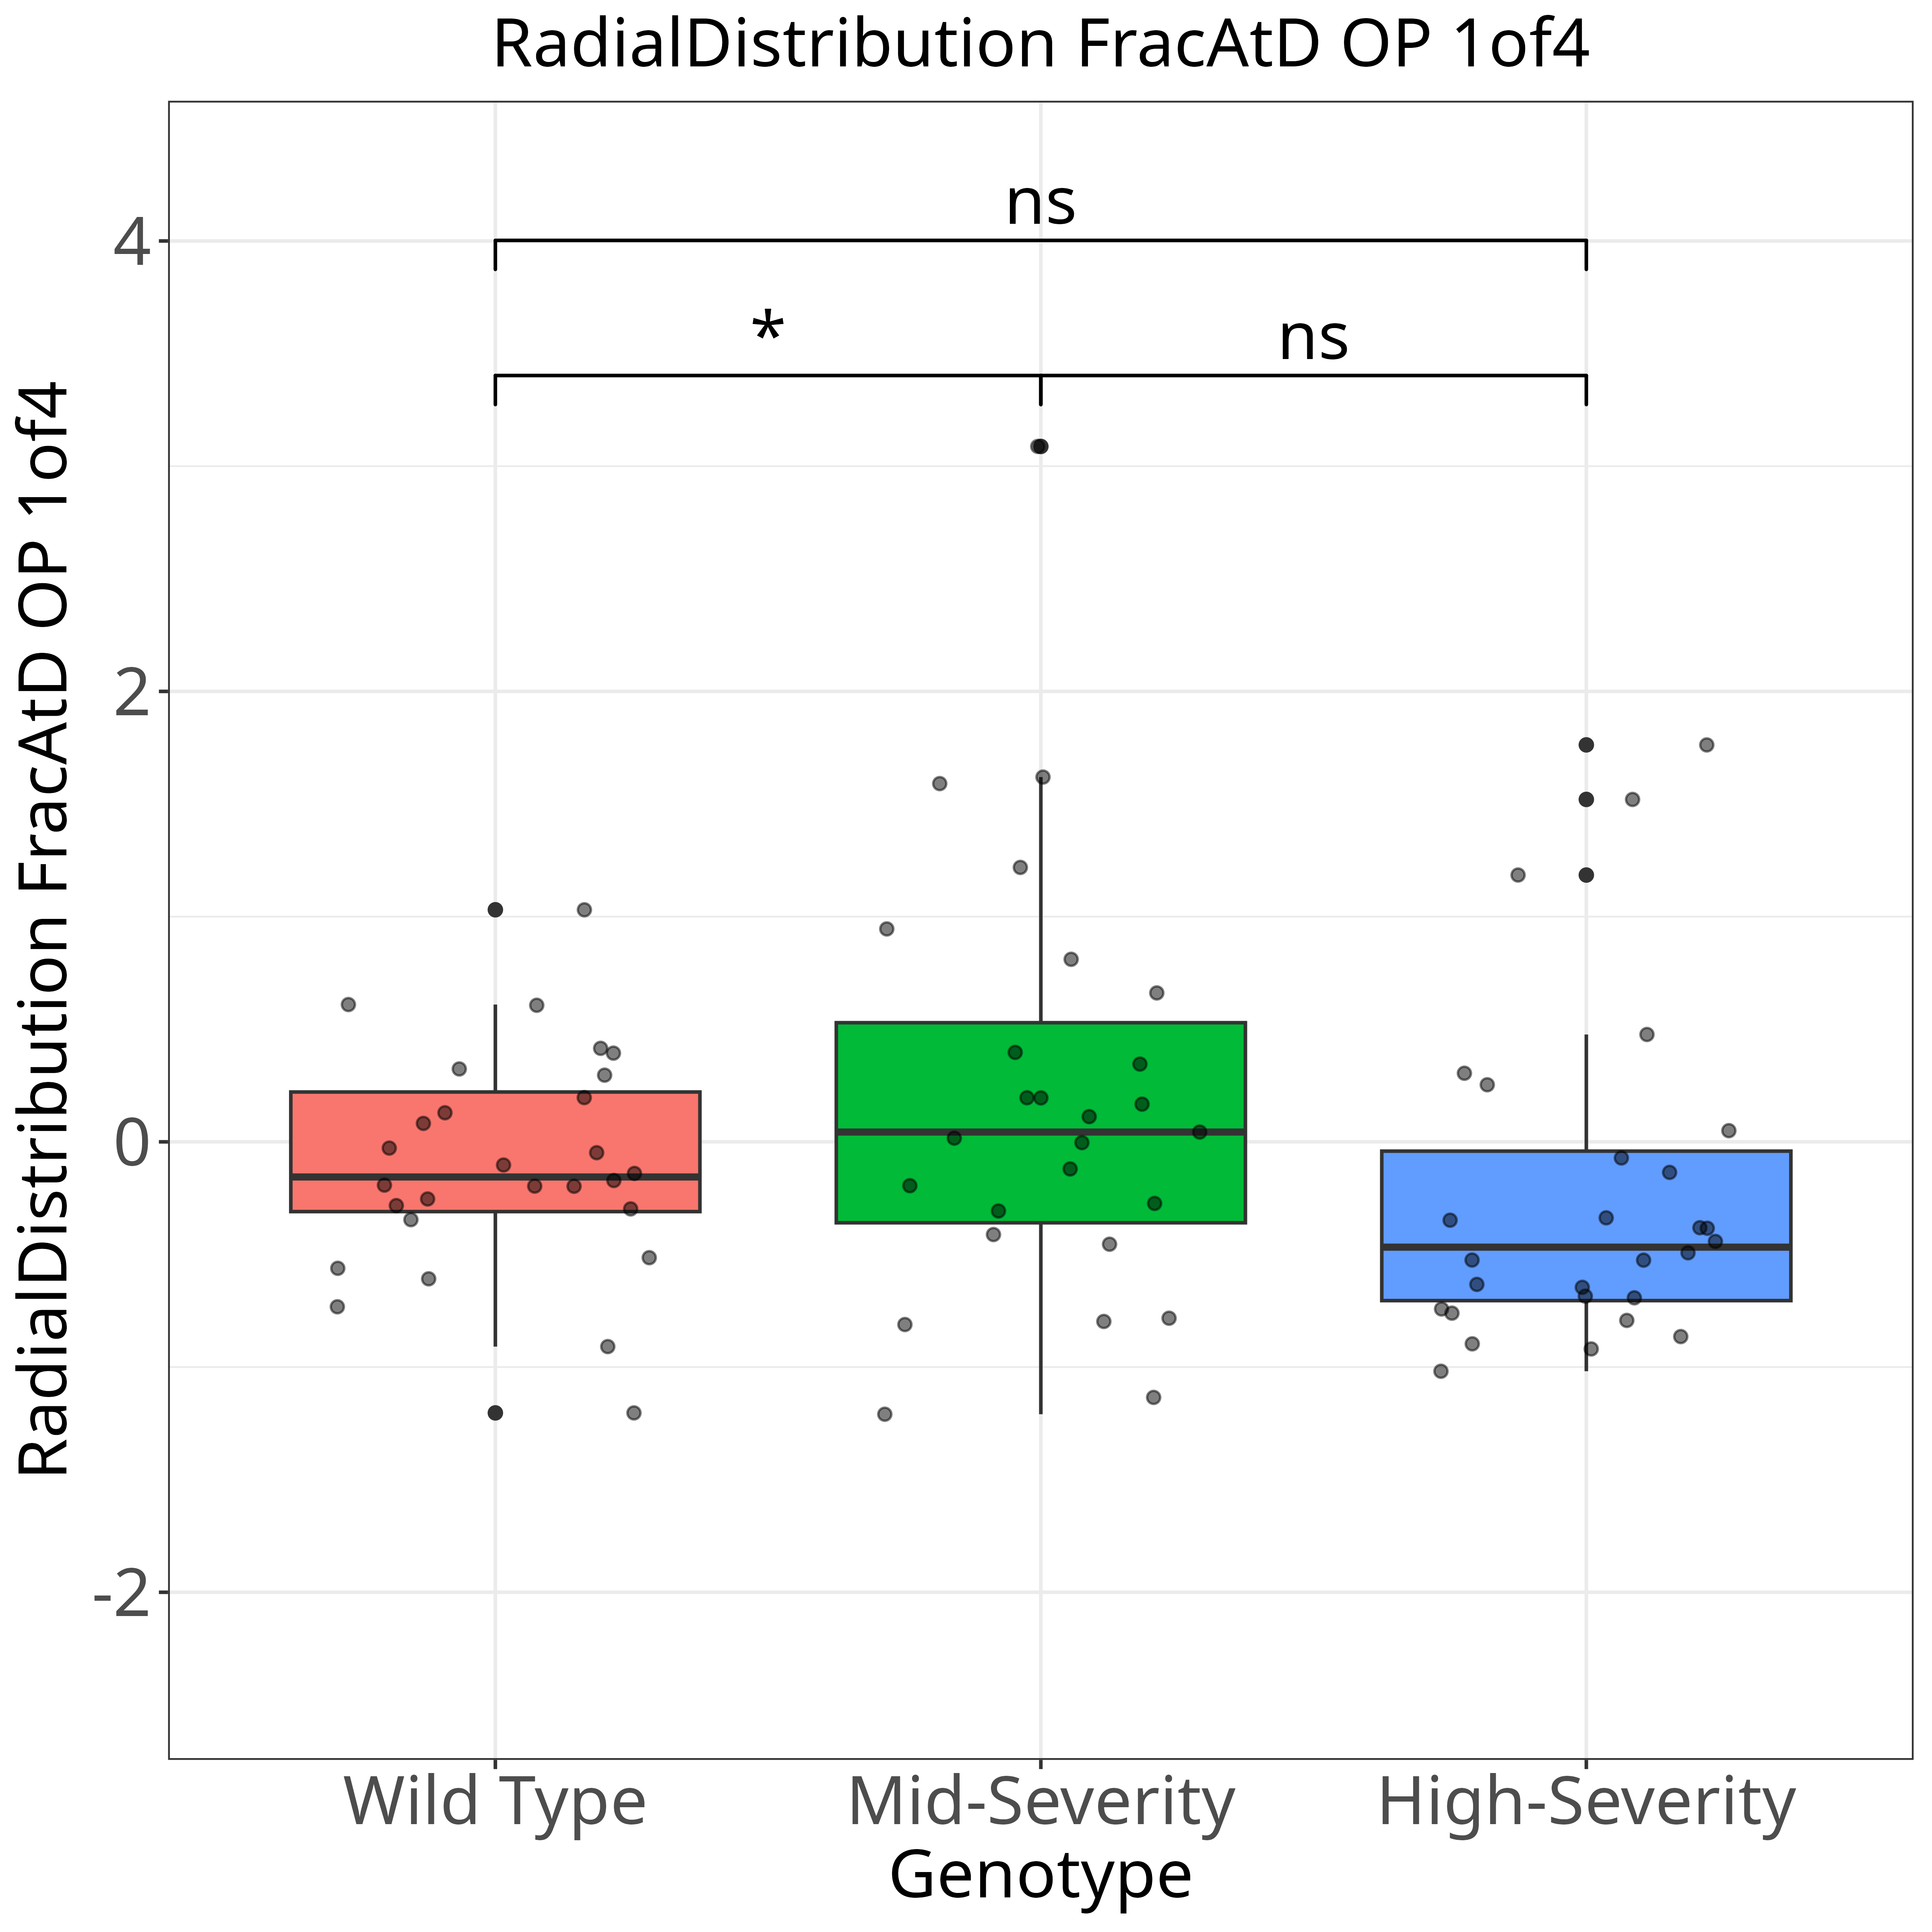 RadialDistribution FracAtD OP 1of4
RadialDistribution FracAtD OP 1of4
4
2
0
-2
ns
*
ns
Wild Type
Mid-Severity
High-Severity
Genotype